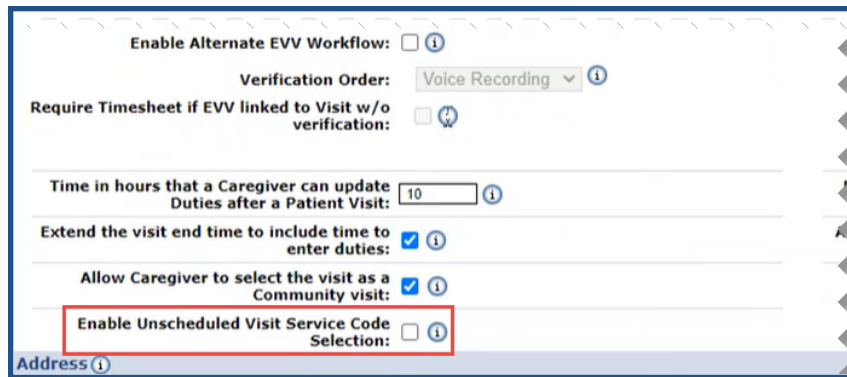 Enable Alternate EVV Workflow:
Verification Order: Voice Recording
Require Timesheet if EVV linked to Visit w/o
verification:
Time in hours that a Caregiver can update
Duties after a Patient Visit: 10
Extend the visit end time to include time to
enter duties:
Allow Caregiver to select the visit as a
Community visit:
Enable Unscheduled Visit Service Code
Selection:
Address